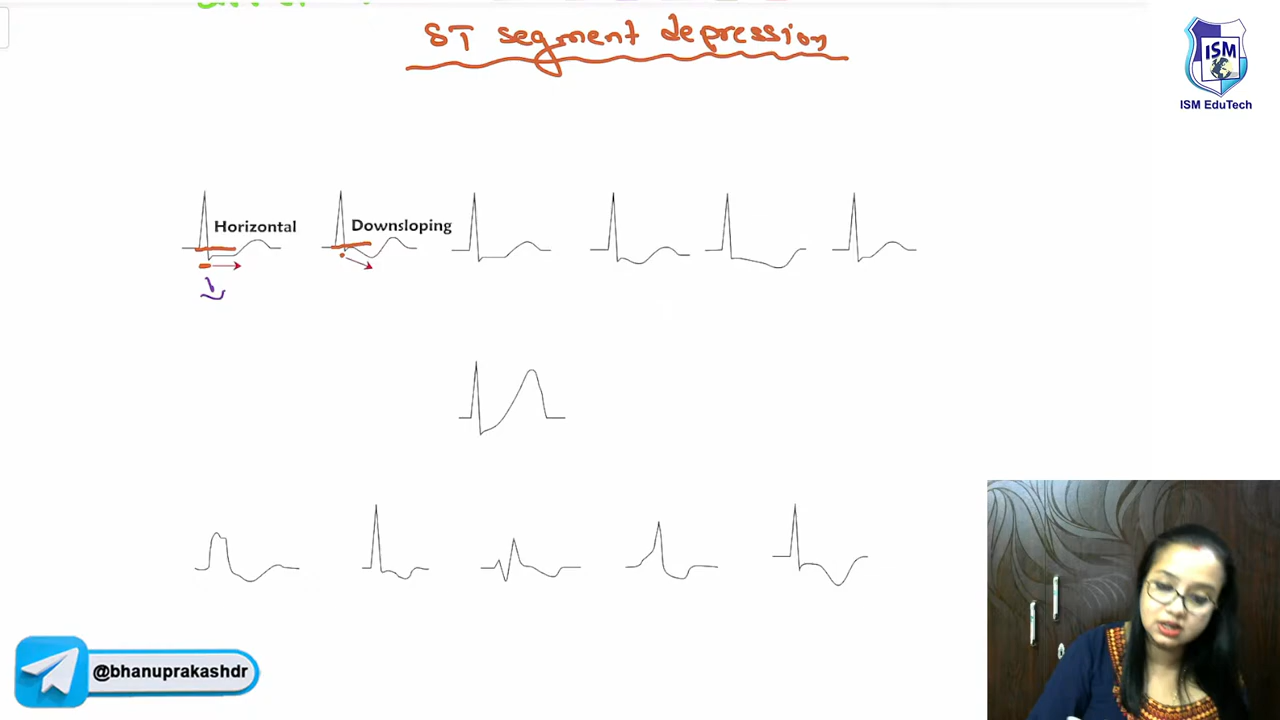 ST segment depression
ISM
ISM EduTech
Horizontal
Downsloping
@bhanuprakashdr